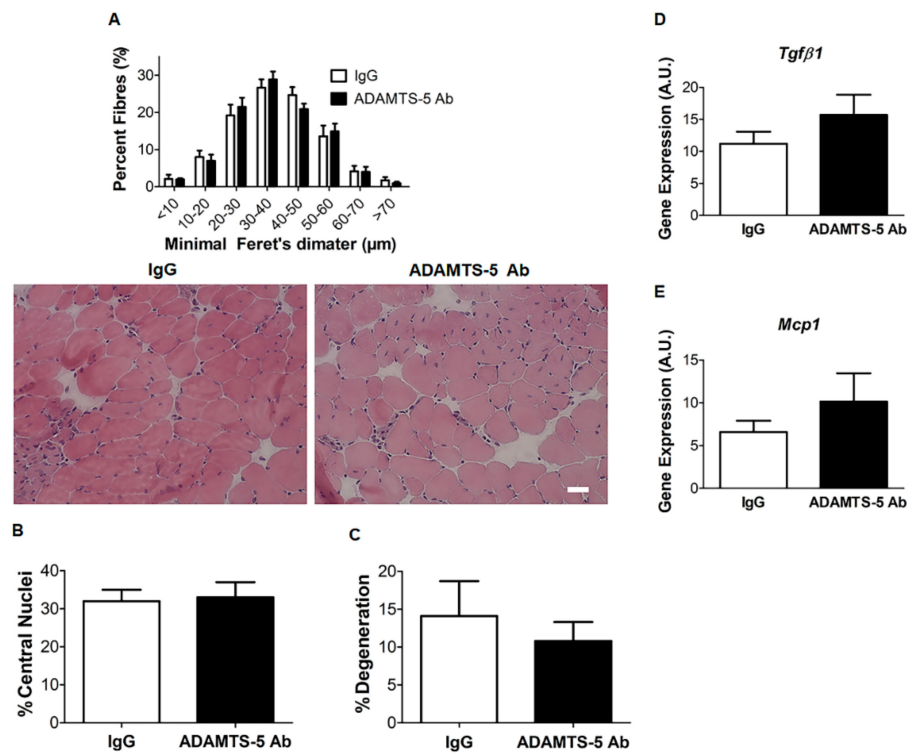 A
Percent Fibres (%)
30
20
10
0
IgG
ADAMTS-5 Ab
<10
10-20
20-30
30-40
40-50
50-60
60-70
>70
Minimal Feret's dimater (µm)
IgG
ADAMTS-5 Ab
B
% Central Nuclei
40
30
20
10
0
IgG
ADAMTS-5 Ab
C
% Degeneration
20
15
10
5
0
IgG
ADAMTS-5 Ab
D
Tgfβ1
Gene Expression (A.U.)
20
15
10
5
0
IgG
ADAMTS-5 Ab
E
Mcp1
Gene Expression (A.U.)
15
10
5
0
IgG
ADAMTS-5 Ab